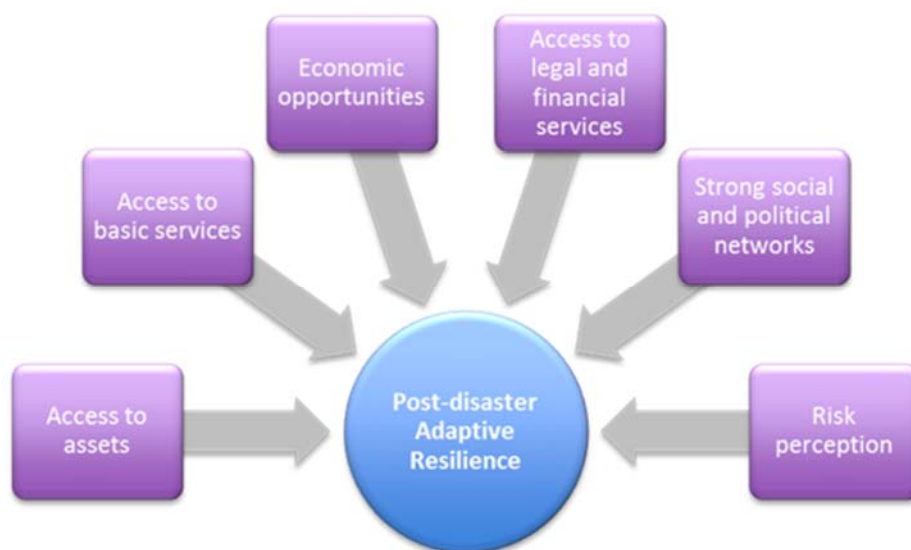 Economic
opportunities
Access to
legal and
financial
services
Access to
basic services
Strong social
and political
networks
Access to
assets
Post-disaster
Adaptive
Resilience
Risk
perception